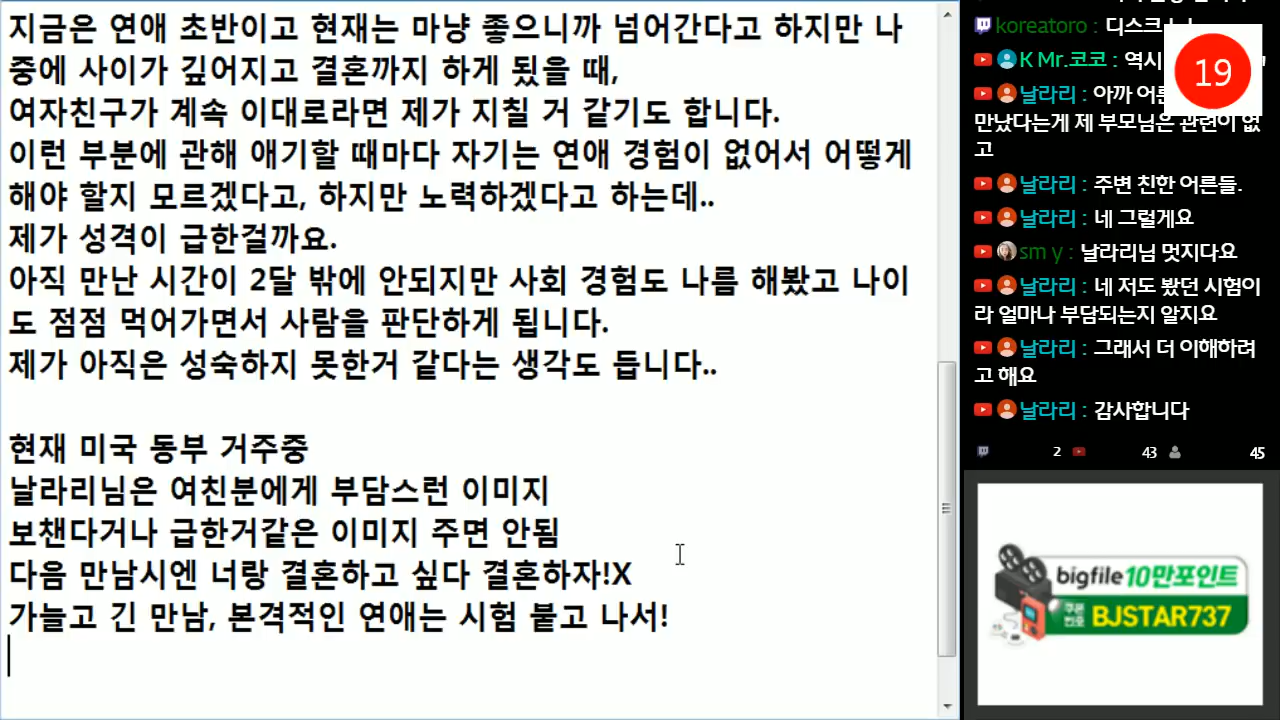 지금은 연애 초반이고 현재는 마냥 좋으니까 넘어간다고 하지만 나
중에 사이가 깊어지고 결혼까지 하게 됬을 때,
여자친구가 계속 이대로라면 제가 지칠 거 같기도 합니다.
이런 부분에 관해 얘기할 때마다 자기는 연애 경험이 없어서 어떻게
해야 할지 모르겠다고, 하지만 노력하겠다고 하는데..
제가 성격이 급한걸까요.
아직 만난 시간이 2달 밖에 안되지만 사회 경험도 나름 해봤고 나이
도 점점 먹어가면서 사람을 판단하게 됩니다.
제가 아직은 성숙하지 못한거 같다는 생각도 듭니다..
현재 미국 동부 거주중
날라리님은 여친분에게 부담스런 이미지
보챈다거나 급한거같은 이미지 주면 안됨
다음 만남시엔 너랑 결혼하고 싶다 결혼하자!X
가늘고 긴 만남, 본격적인 연애는 시험 붙고 나서!
koreatoro : 디스크
K Mr.코코 : 역시
19
날라리 : 아까 어른
만났다는게 제 부모님은 관련이 없
고
날라리 : 주변 친한 어른들.
날라리 : 네 그럴게요
sm y : 날라리님 멋지다요
날라리 : 네 저도 봤던 시험이
라 얼마나 부담되는지 알지요
날라리 : 그래서 더 이해하려
고 해요
날라리 : 감사합니다
2 43 45
bigfile 10만포인트
쿠폰
번호 BJSTAR737